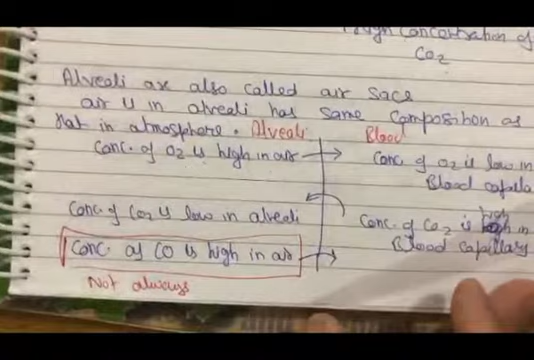 High Concentration of
CO2
Alveoli are also called air sacs
air is in alveoli has same composition as
that in atmosphere. Alveoli Blood
Conc. of O2 is high in air
Conc. of O2 is low in
Blood capilla
Conc. of CO2 is low in alveoli
Conc. of CO2 is high in
Blood capillary
Conc. of CO is high in air
Not always